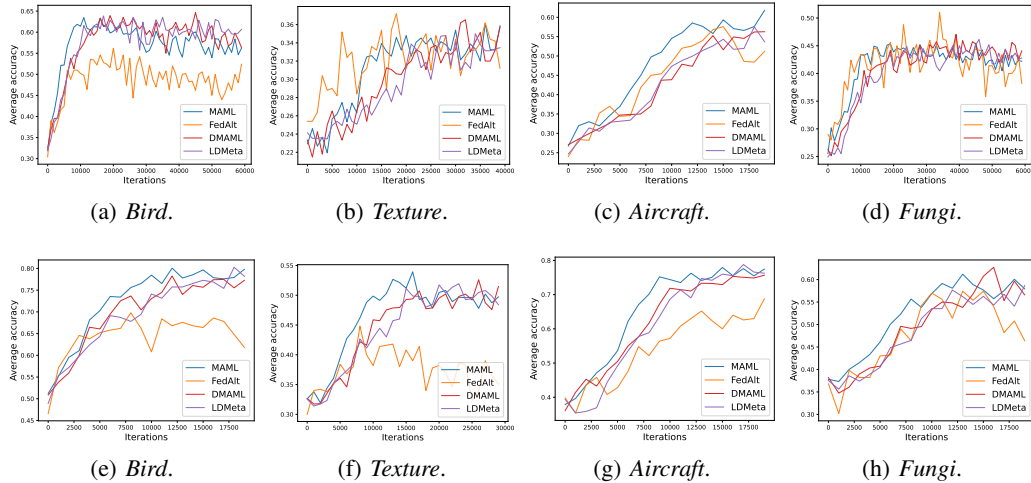 Average accuracy
0.65
0.60
0.55
0.50
0.45
0.40
0.35
0.30
MAML
FedAlt
DMAML
LDMeta
0 10000 20000 30000 40000 50000 60000
Iterations
(a) Bird.
Average accuracy
0.36
0.34
0.32
0.30
0.28
0.26
0.24
0.22
MAML
FedAlt
DMAML
LDMeta
0 5000 10000 15000 20000 25000 30000 35000 40000
Iterations
(b) Texture.
Average accuracy
0.60
0.55
0.50
0.45
0.40
0.35
0.30
0.25
MAML
FedAlt
DMAML
LDMeta
0 2500 5000 7500 10000 12500 15000 17500
Iterations
(c) Aircraft.
Average accuracy
0.50
0.45
0.40
0.35
0.30
0.25
MAML
FedAlt
DMAML
LDMeta
0 10000 20000 30000 40000 50000 60000
Iterations
(d) Fungi.
Average accuracy
0.80
0.75
0.70
0.65
0.60
0.55
0.50
0.45
MAML
FedAlt
DMAML
LDMeta
0 2500 5000 7500 10000 12500 15000 17500
Iterations
(e) Bird.
Average accuracy
0.55
0.50
0.45
0.40
0.35
0.30
MAML
FedAlt
DMAML
LDMeta
0 5000 10000 15000 20000 25000 29000
Iterations
(f) Texture.
Average accuracy
0.8
0.7
0.6
0.5
0.4
MAML
FedAlt
DMAML
LDMeta
0 2500 5000 7500 10000 12500 15000 17500
Iterations
(g) Aircraft.
Average accuracy
0.65
0.60
0.55
0.50
0.45
0.40
0.35
0.30
MAML
FedAlt
DMAML
LDMeta
0 2500 5000 7500 10000 12500 15000 17500
Iterations
(h) Fungi.